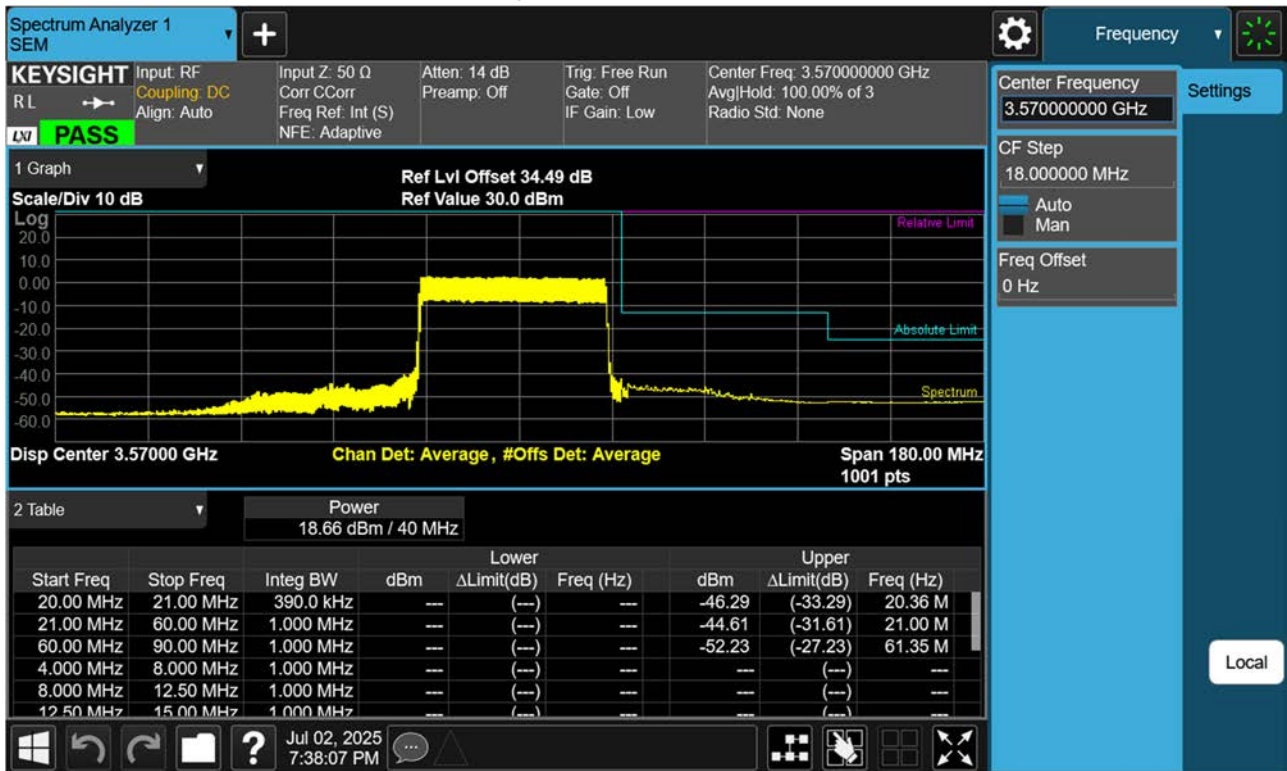 Spectrum Analyzer 1
SEM
Frequency
KEYSIGHT
R L
LXI PASS
Input: RF
Coupling: DC
Align: Auto
Input Z: 50 Ω
Corr CCorr
Freq Ref: Int (S)
NFE: Adaptive
Atten: 14 dB
Preamp: Off
Trig: Free Run
Gate: Off
IF Gain: Low
Center Freq: 3.570000000 GHz
Avg|Hold: 100.00% of 3
Radio Std: None
Center Frequency
3.570000000 GHz
Settings
CF Step
18.000000 MHz
Auto
Man
Freq Offset
0 Hz
Local
1 Graph
Scale/Div 10 dB
Ref Lvl Offset 34.49 dB
Ref Value 30.0 dBm
Log
20.0
10.0
0.00
-10.0
-20.0
-30.0
-40.0
-50.0
-60.0
Relative Limit
Absolute Limit
Spectrum
Disp Center 3.57000 GHz
Chan Det: Average, #Offs Det: Average
Span 180.00 MHz
1001 pts
2 Table
Power
18.66 dBm / 40 MHz
Lower Upper
Start Freq Stop Freq Integ BW dBm ΔLimit(dB) Freq (Hz) dBm ΔLimit(dB) Freq (Hz)
20.00 MHz 21.00 MHz 390.0 kHz --- (---) --- -46.29 (-33.29) 20.36 M
21.00 MHz 60.00 MHz 1.000 MHz --- (---) --- -44.61 (-31.61) 21.00 M
60.00 MHz 90.00 MHz 1.000 MHz --- (---) --- -52.23 (-27.23) 61.35 M
4.000 MHz 8.000 MHz 1.000 MHz --- (---) --- --- (---) ---
8.000 MHz 12.50 MHz 1.000 MHz --- (---) --- --- (---) ---
12.50 MHz 15.00 MHz 1.000 MHz --- (---) --- --- (---) ---
?
Jul 02, 2025
7:38:07 PM